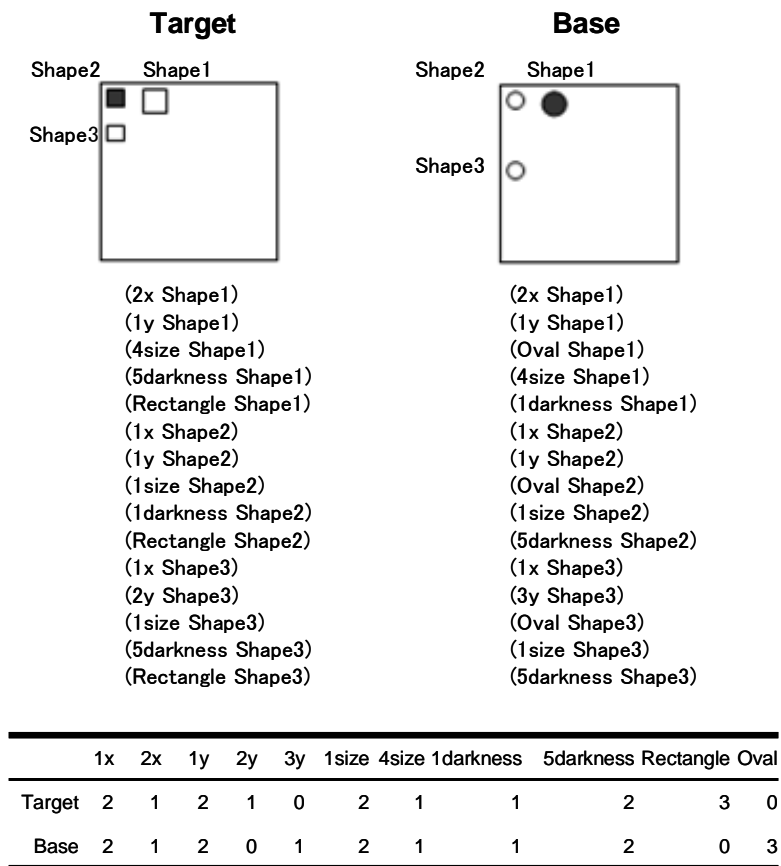 Target
Base
Shape2 Shape1
Shape3
Shape2 Shape1
Shape3
(2x Shape1)
(1y Shape1)
(4size Shape1)
(5darkness Shape1)
(Rectangle Shape1)
(1x Shape2)
(1y Shape2)
(1size Shape2)
(1darkness Shape2)
(Rectangle Shape2)
(1x Shape3)
(2y Shape3)
(1size Shape3)
(5darkness Shape3)
(Rectangle Shape3)
(2x Shape1)
(1y Shape1)
(Oval Shape1)
(4size Shape1)
(1darkness Shape1)
(1x Shape2)
(1y Shape2)
(Oval Shape2)
(1size Shape2)
(5darkness Shape2)
(1x Shape3)
(3y Shape3)
(Oval Shape3)
(1size Shape3)
(5darkness Shape3)
1x 2x 1y 2y 3y 1size 4size 1darkness 5darkness Rectangle Oval
Target 2 1 2 1 0 2 1 1 2 3 0
Base 2 1 2 0 1 2 1 1 2 0 3